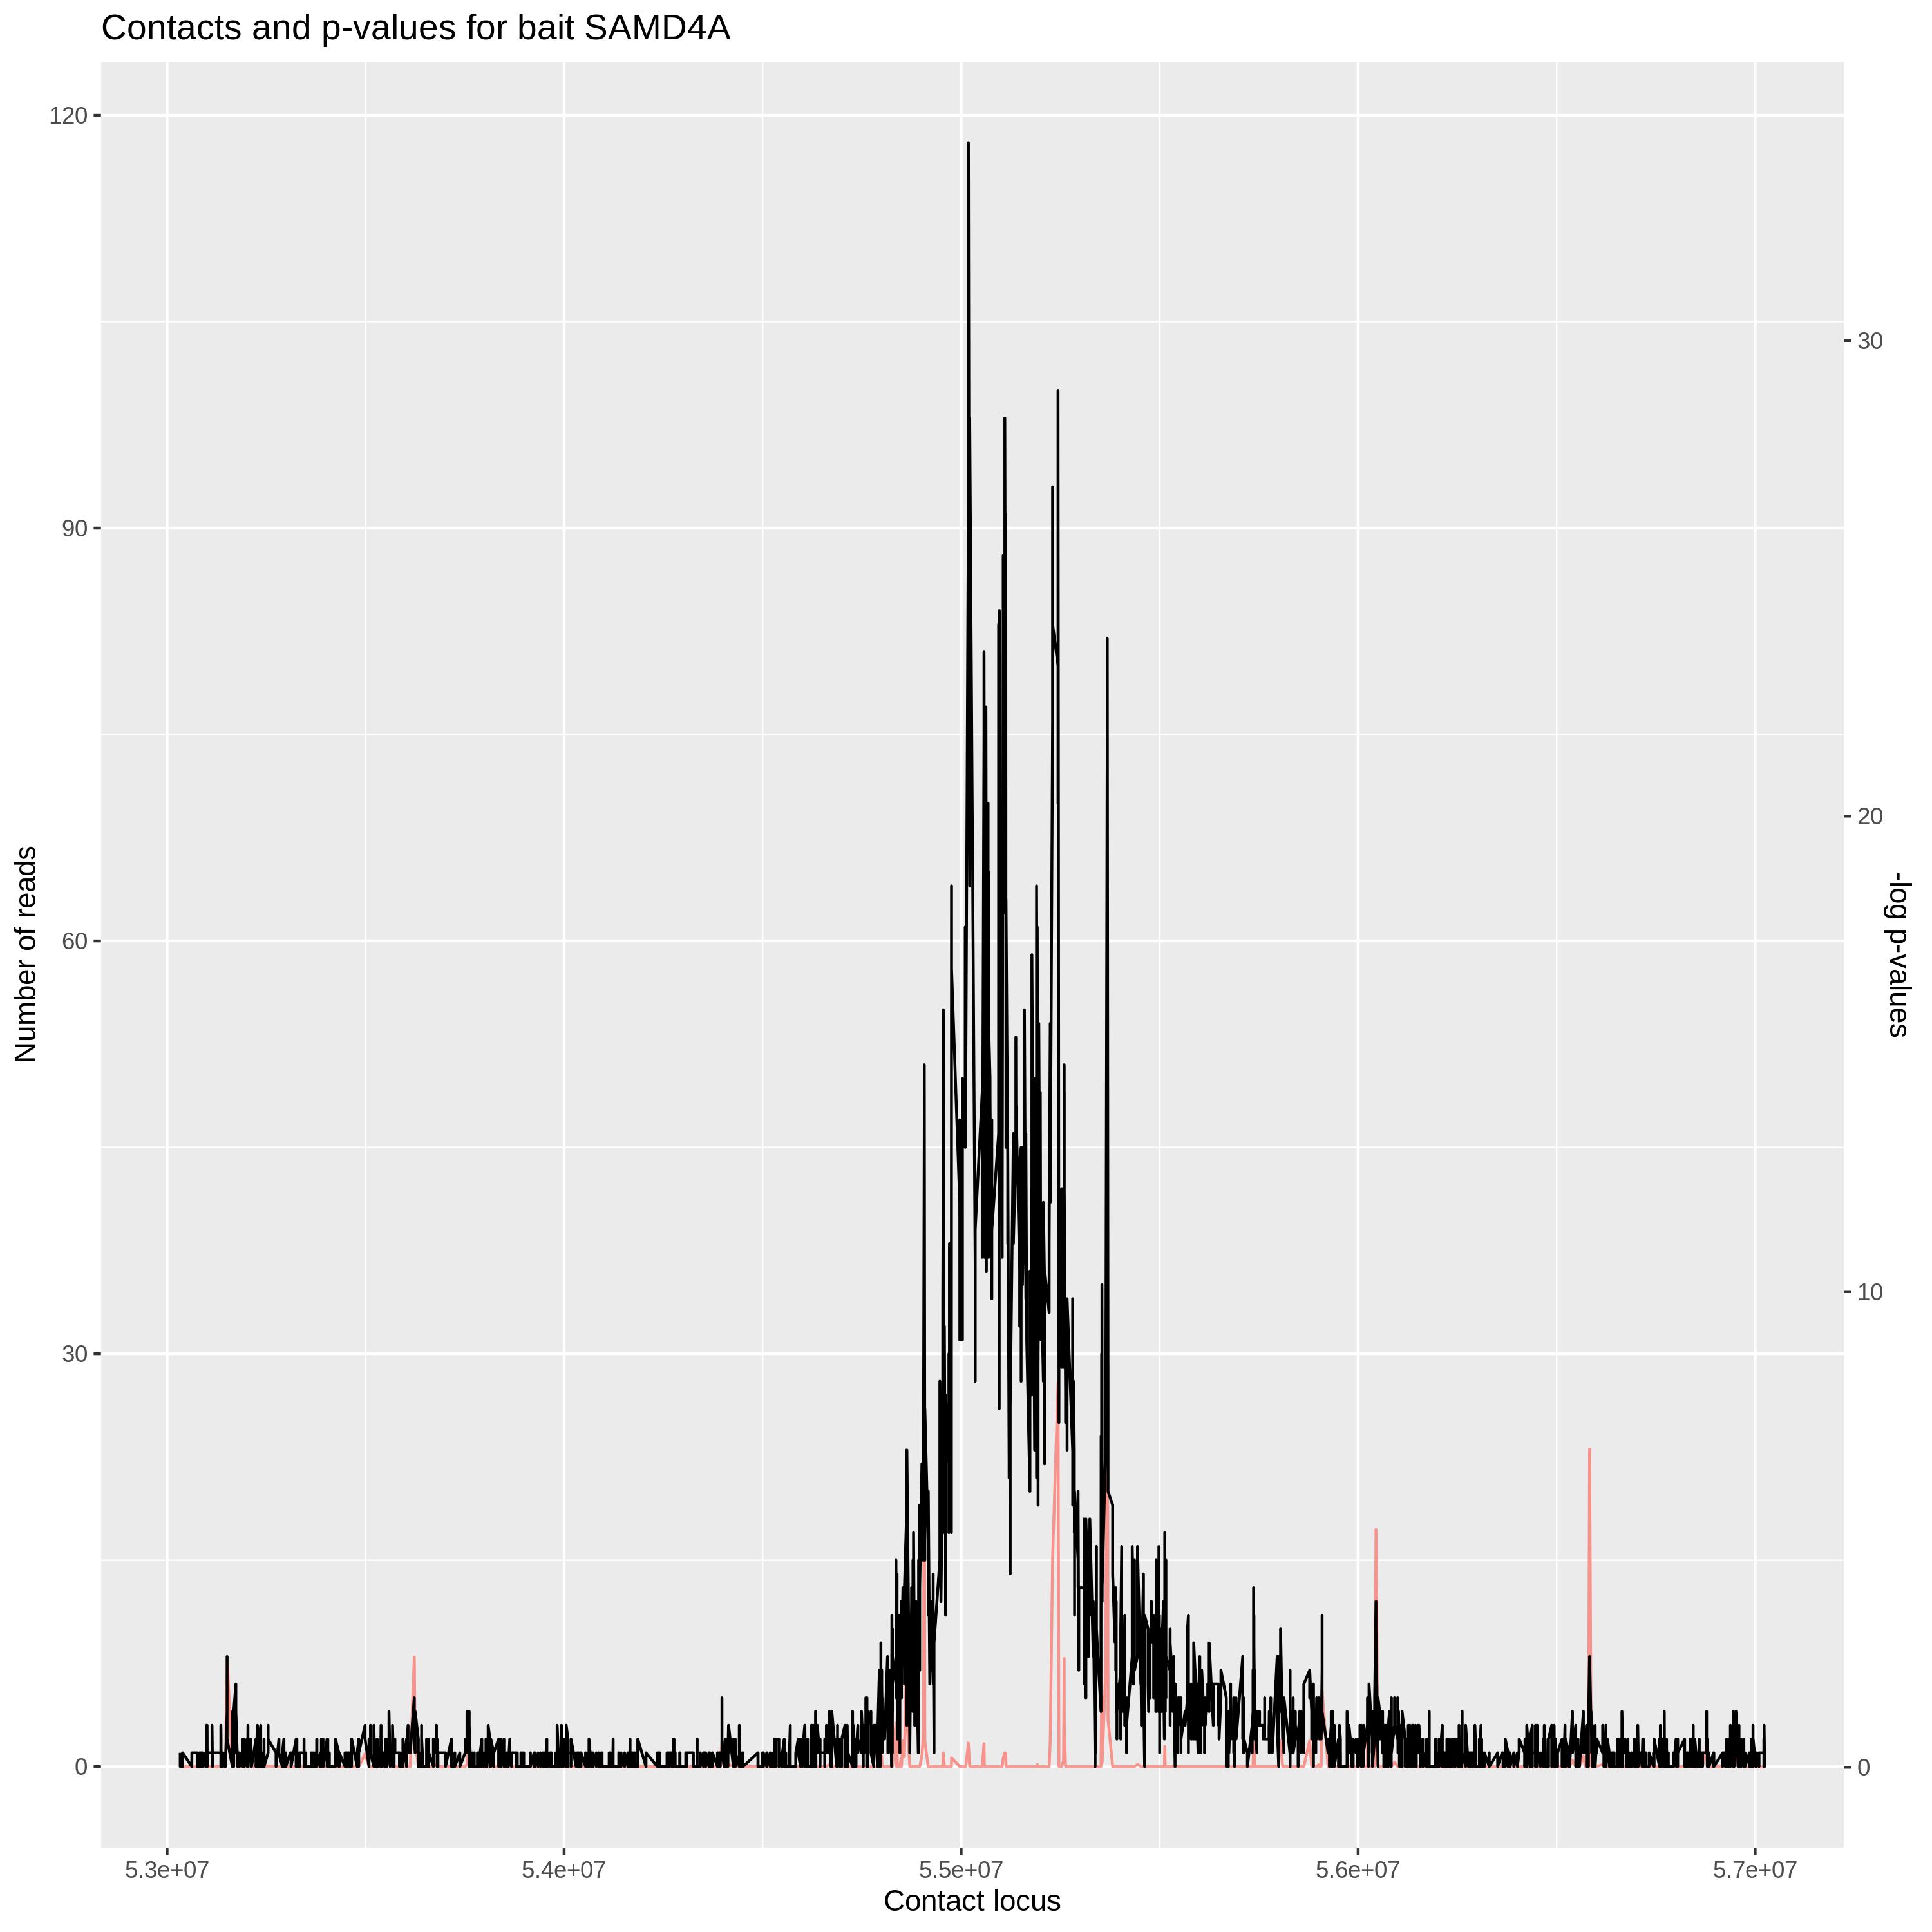 Contacts and p-values for bait SAMD4A
120
90
60
30
0
Number of reads
30
20
10
0
-log p-values
5.3e+07
5.4e+07
5.5e+07
5.6e+07
5.7e+07
Contact locus